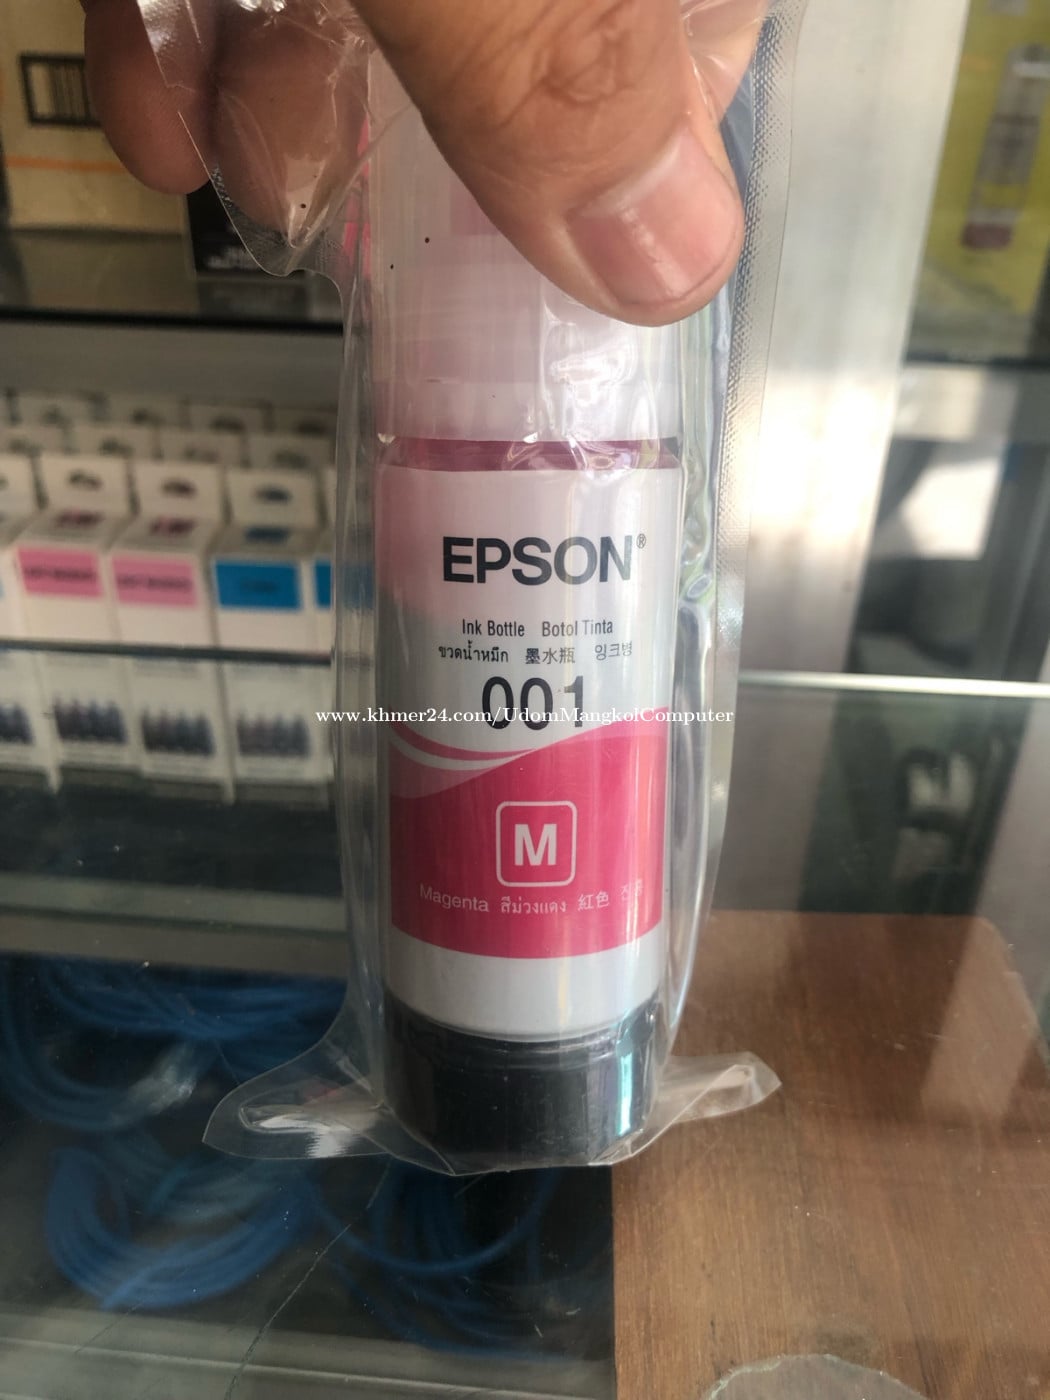 EPSON®
Ink Bottle Botol Tinta
ขวดน้ำหมึก 墨水瓶 잉크병
001
www.khmer24.com/UdomMangkolComputer
M
Magenta สีม่วงแดง 紅色